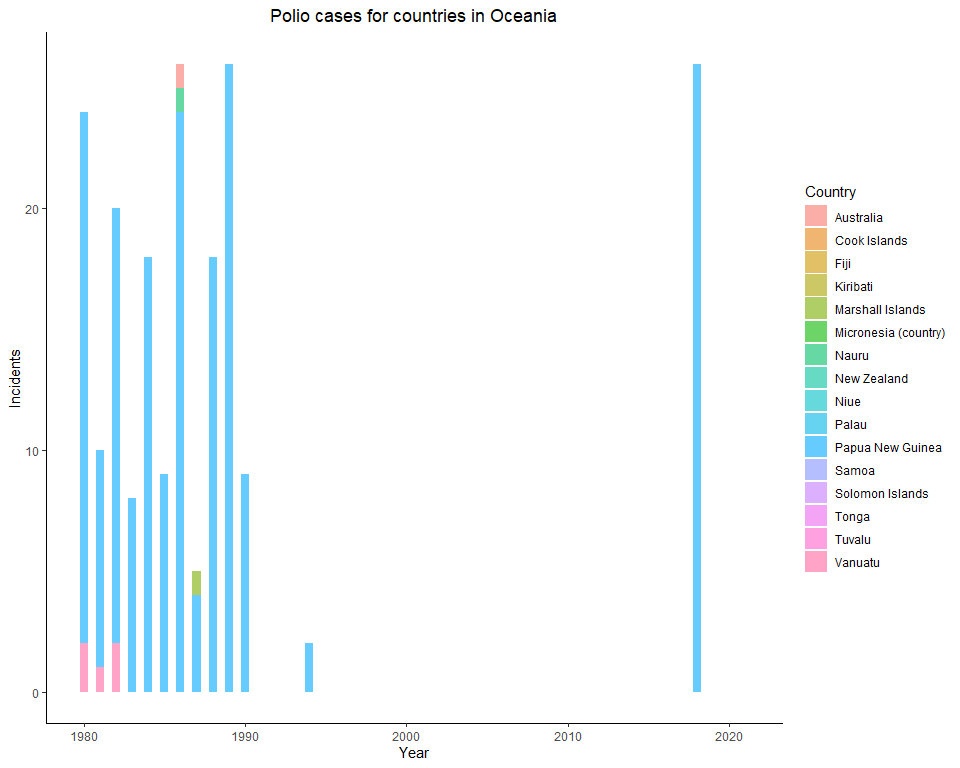 Polio cases for countries in Oceania
Incidents
20
10
0
1980
1990
2000
2010
2020
Year
Country
Australia
Cook Islands
Fiji
Kiribati
Marshall Islands
Micronesia (country)
Nauru
New Zealand
Niue
Palau
Papua New Guinea
Samoa
Solomon Islands
Tonga
Tuvalu
Vanuatu